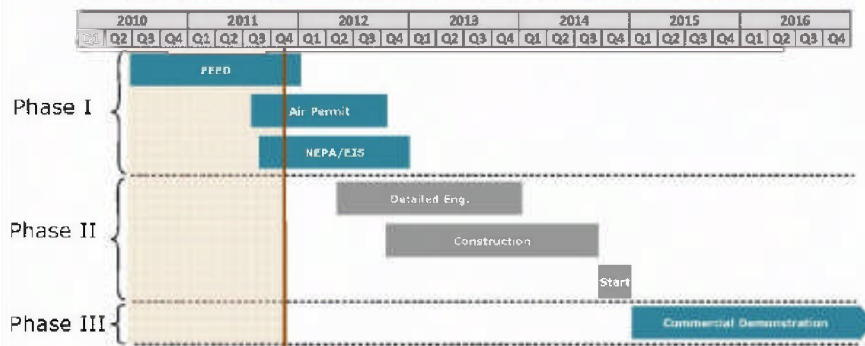 2010 2011 2012 2013 2014 2015 2016
Q1 Q2 Q3 Q4 Q1 Q2 Q3 Q4 Q1 Q2 Q3 Q4 Q1 Q2 Q3 Q4 Q1 Q2 Q3 Q4 Q1 Q2 Q3 Q4 Q1 Q2 Q3 Q4
FEED
Phase I
Air Permit
NEPA/EIS
Detailed Eng.
Phase II
Construction
Start
Phase III
Commercial Demonstration